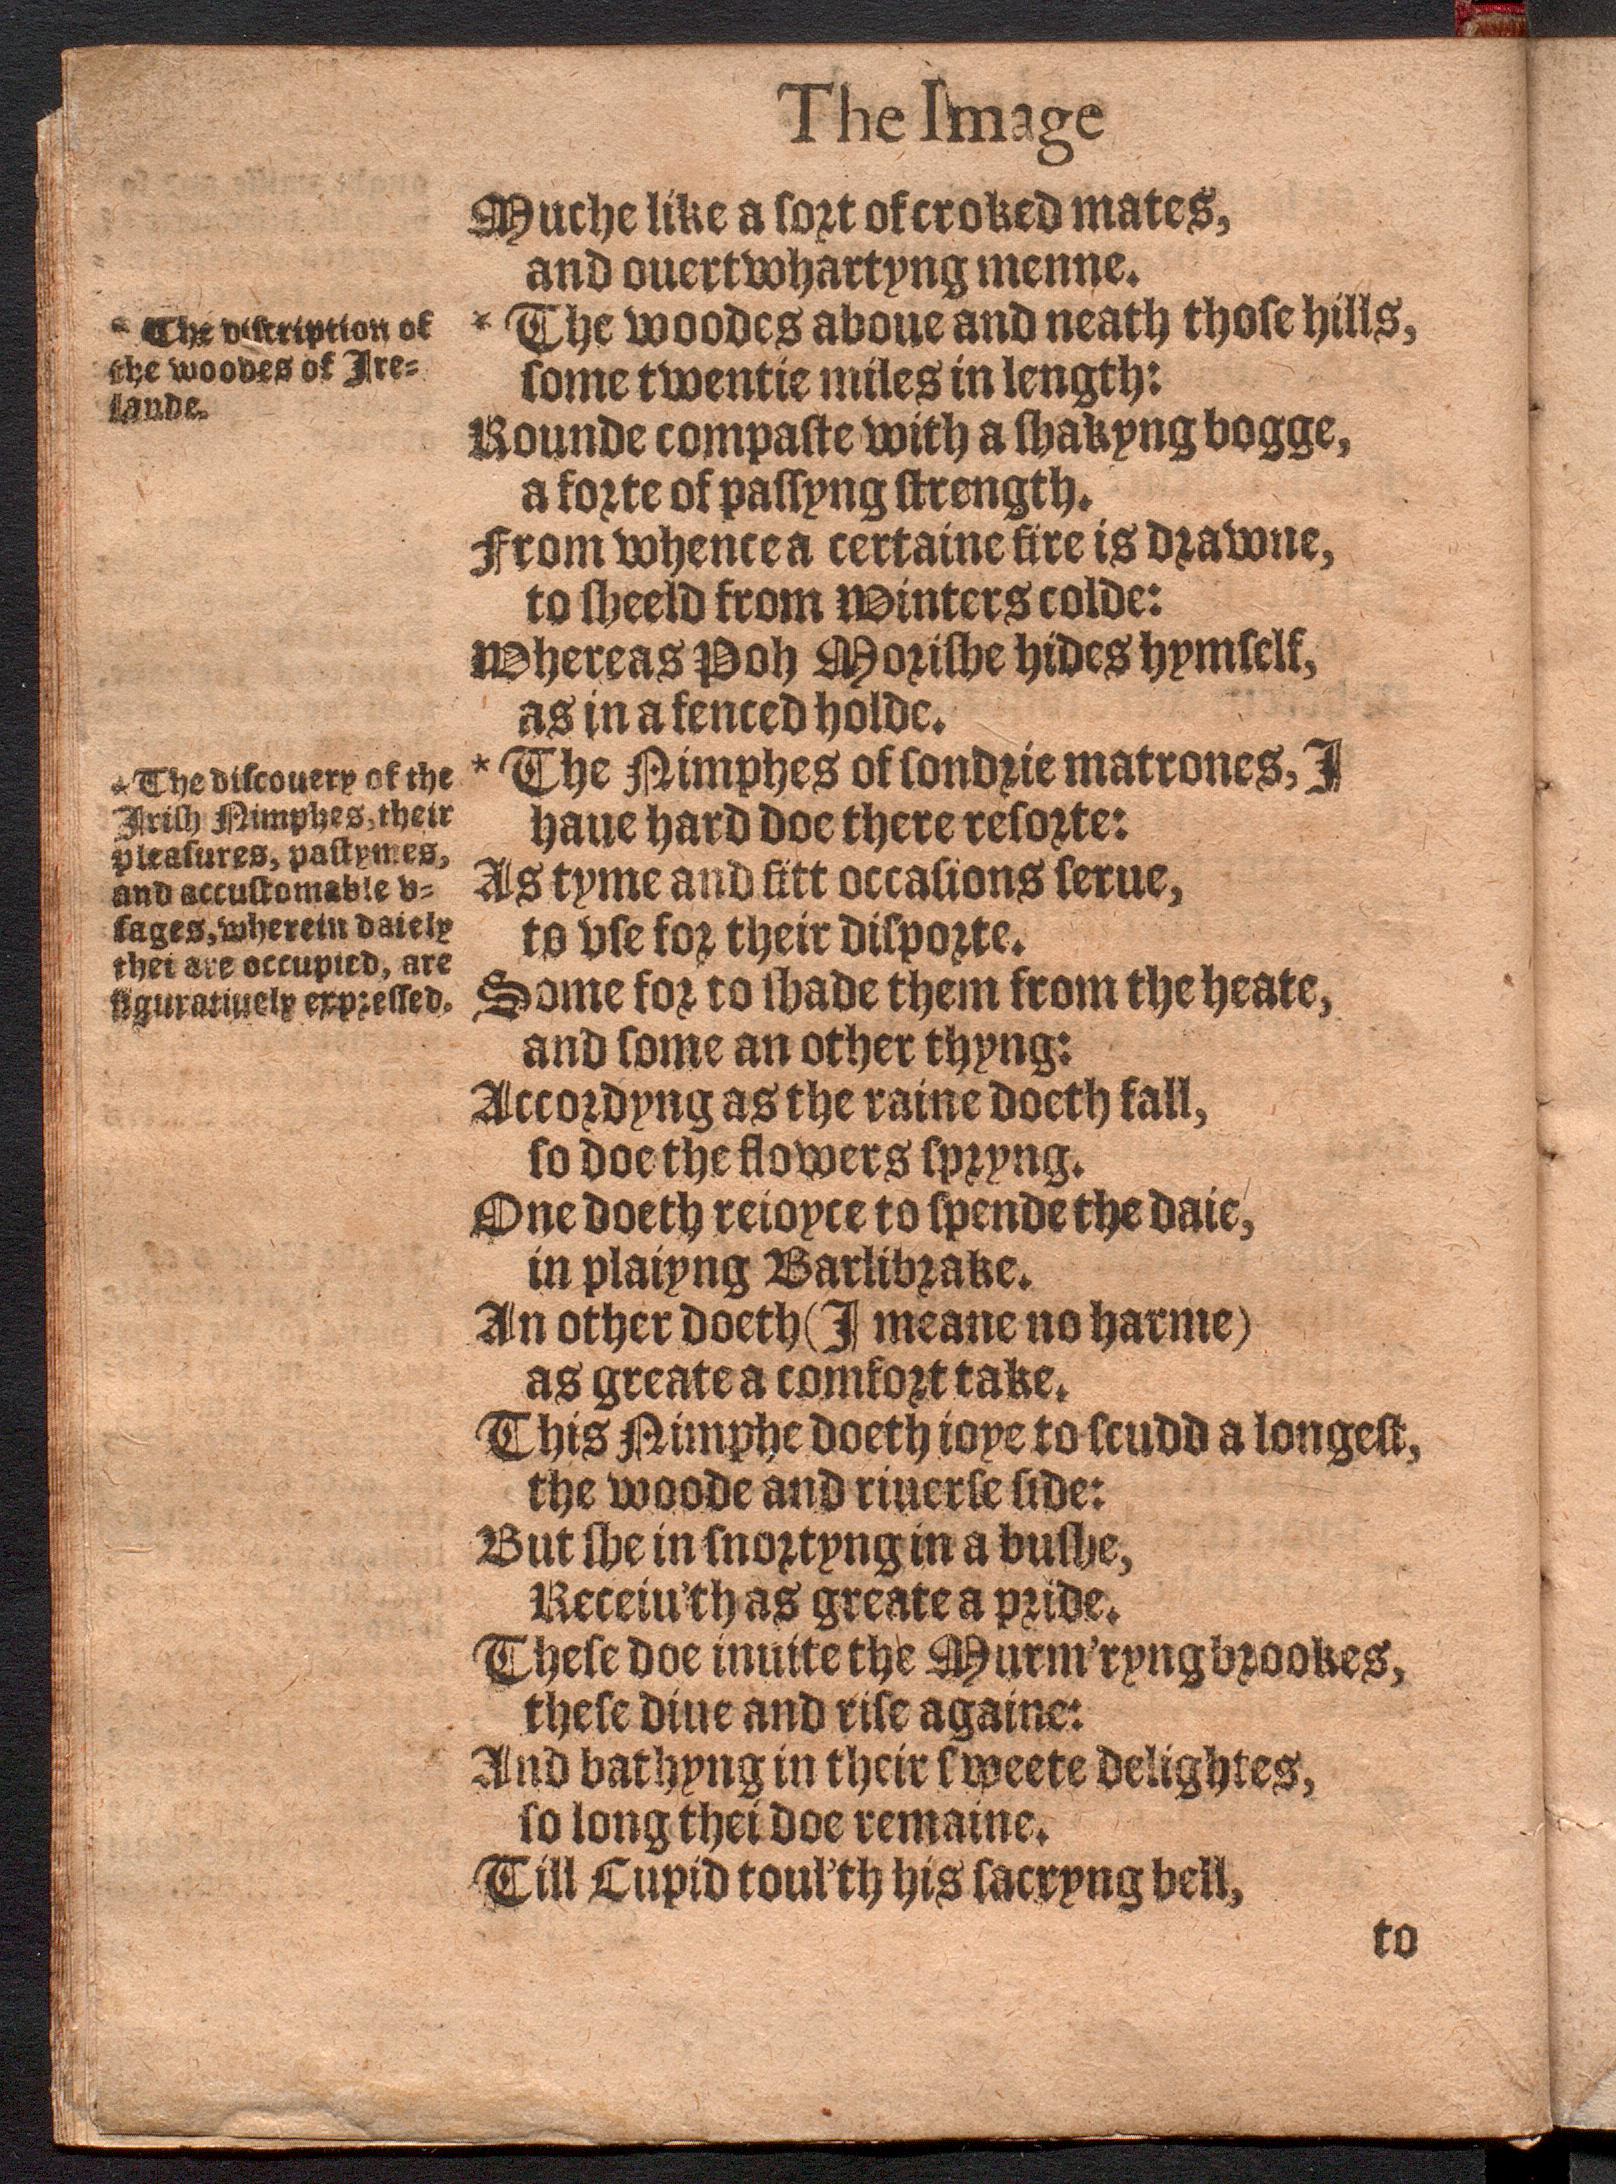 The Image
Muche like a ſort of croked mates,
and ouertwhartyng menne.
* The diſcription of
the woodes of Ire-
lande.
* The woodes aboue and neath thoſe hills,
ſome twentie miles in length:
Rounde compaſte with a ſhakyng bogge,
a forte of paſſyng ſtrength.
From whence a certaine fire is drawne,
to ſheeld from Winters colde:
Whereas Poh Moriſhe hides hymſelf,
as in a fenced holde.
* The diſcouery of the
Iriſh Nimphes, their
pleaſures, paſtymes,
and accuſtomable v-
ſages, wherein daiely
thei are occupied, are
figuratiuely expreſſed.
* The Nimphes of ſondrie matrones, I
haue hard doe there reſorte:
As tyme and fitt occaſions ſerue,
to vſe for their diſporte.
Some for to ſhade them from the heate,
and ſome an other thyng:
Accordyng as the raine doeth fall,
ſo doe the flowers ſpryng.
One doeth reioyce to ſpende the daie,
in plaiyng Barlibrake.
An other doeth (I meane no harme)
as greate a comfort take.
This Nimphe doeth ioye to ſcudd a longeſt,
the woode and riuerſe ſide:
But ſhe in ſnortyng in a buſhe,
Receiu'th as greate a pride.
Theſe doe inuite the Murm'ryng brookes,
theſe diue and riſe againe:
And bathyng in their ſweete delightes,
ſo long thei doe remaine.
Till Cupid toul'th his ſacryng bell,
to